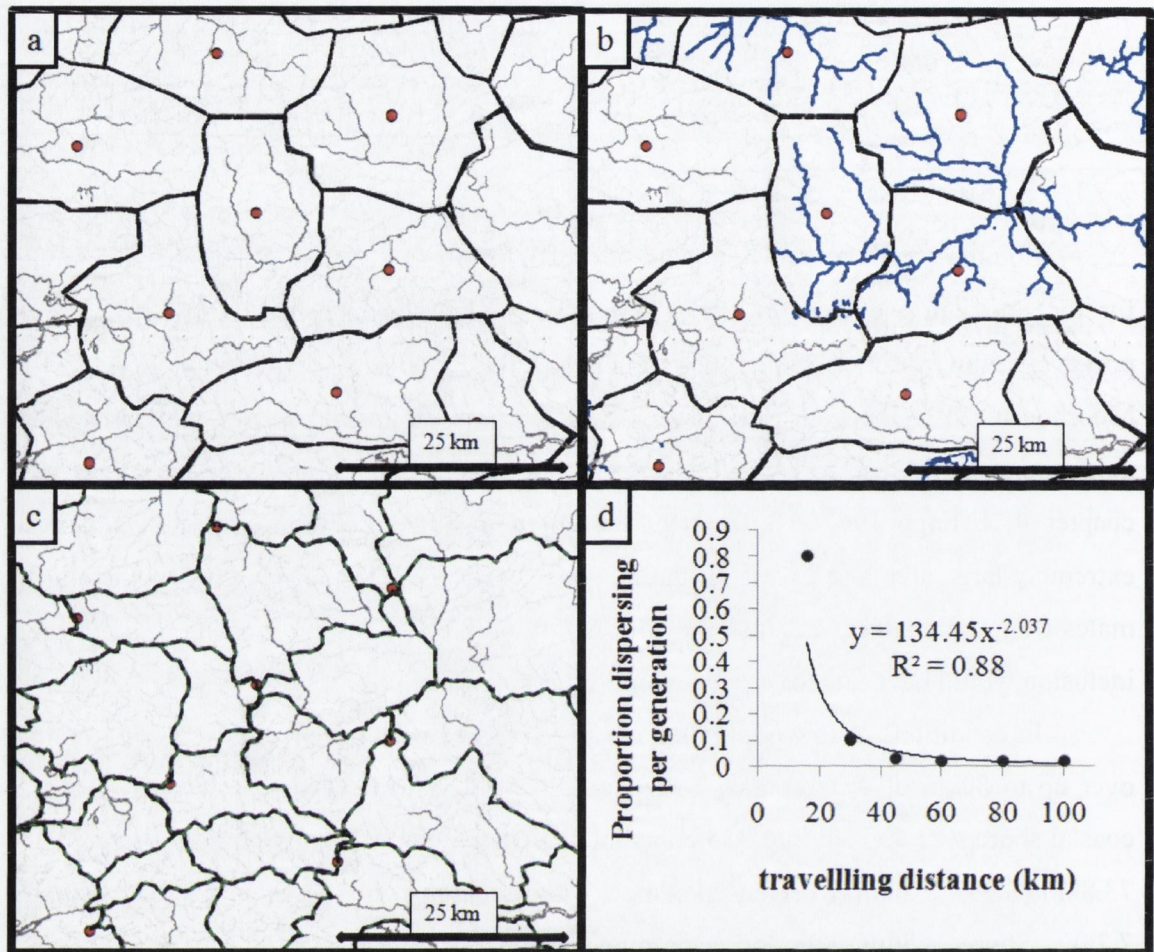 a
b
25 km
25 km
c
d
0.9
0.8
0.7
0.6
0.5
0.4
0.3
0.2
0.1
0
y = 134.45x^-2.037
R² = 0.88
Proportion dispersing
per generation
0 20 40 60 80 100
travellling distance (km)
25 km